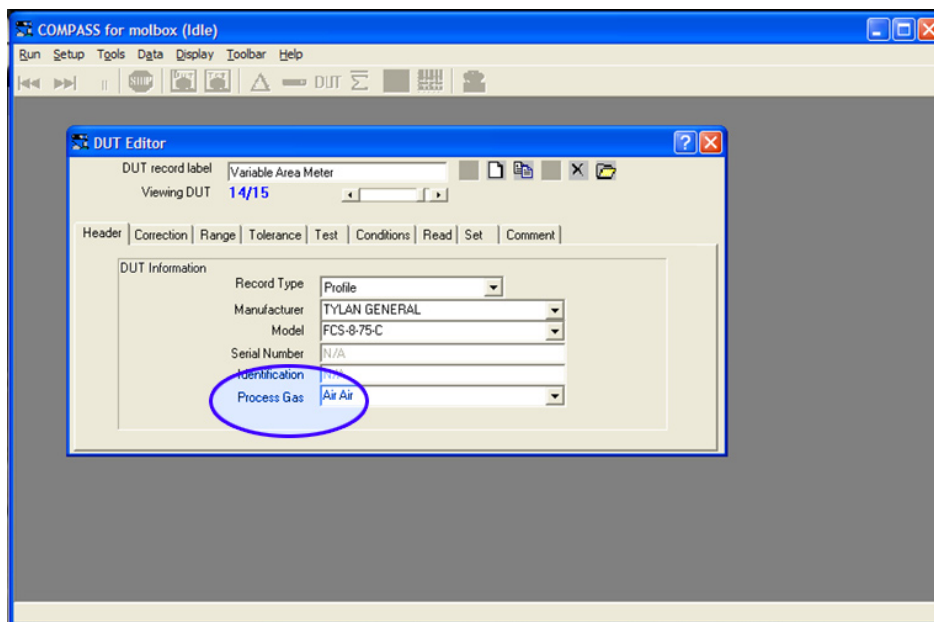 COMPASS for molbox (Idle)
Run Setup Tools Data Display Toolbar Help
STOP DUT
DUT Editor
DUT record label Variable Area Meter
Viewing DUT 14/15
Header Correction Range Tolerance Test Conditions Read Set Comment
DUT Information
Record Type Profile
Manufacturer TYLAN GENERAL
Model FCS-8-75-C
Serial Number N/A
Identification N/A
Process Gas Air Air